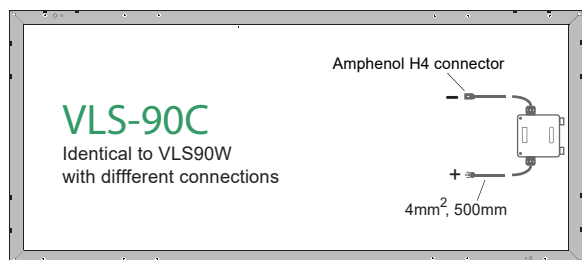 Amphenol H4 connector
−
VLS-90C
Identical to VLS90W
with diffferent connections
+
4mm², 500mm